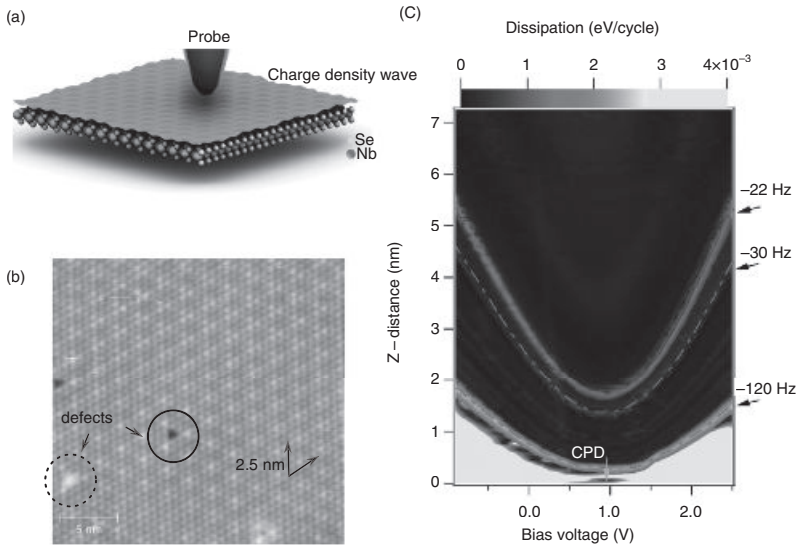 (a)
Probe
Charge density wave
Se
Nb
(b)
defects
2.5 nm
5 nm
(C)
Dissipation (eV/cycle)
0 1 2 3 4×10⁻³
Z – distance (nm)
7
6
5
4
3
2
1
0
–22 Hz
–30 Hz
–120 Hz
CPD
0.0 1.0 2.0
Bias voltage (V)